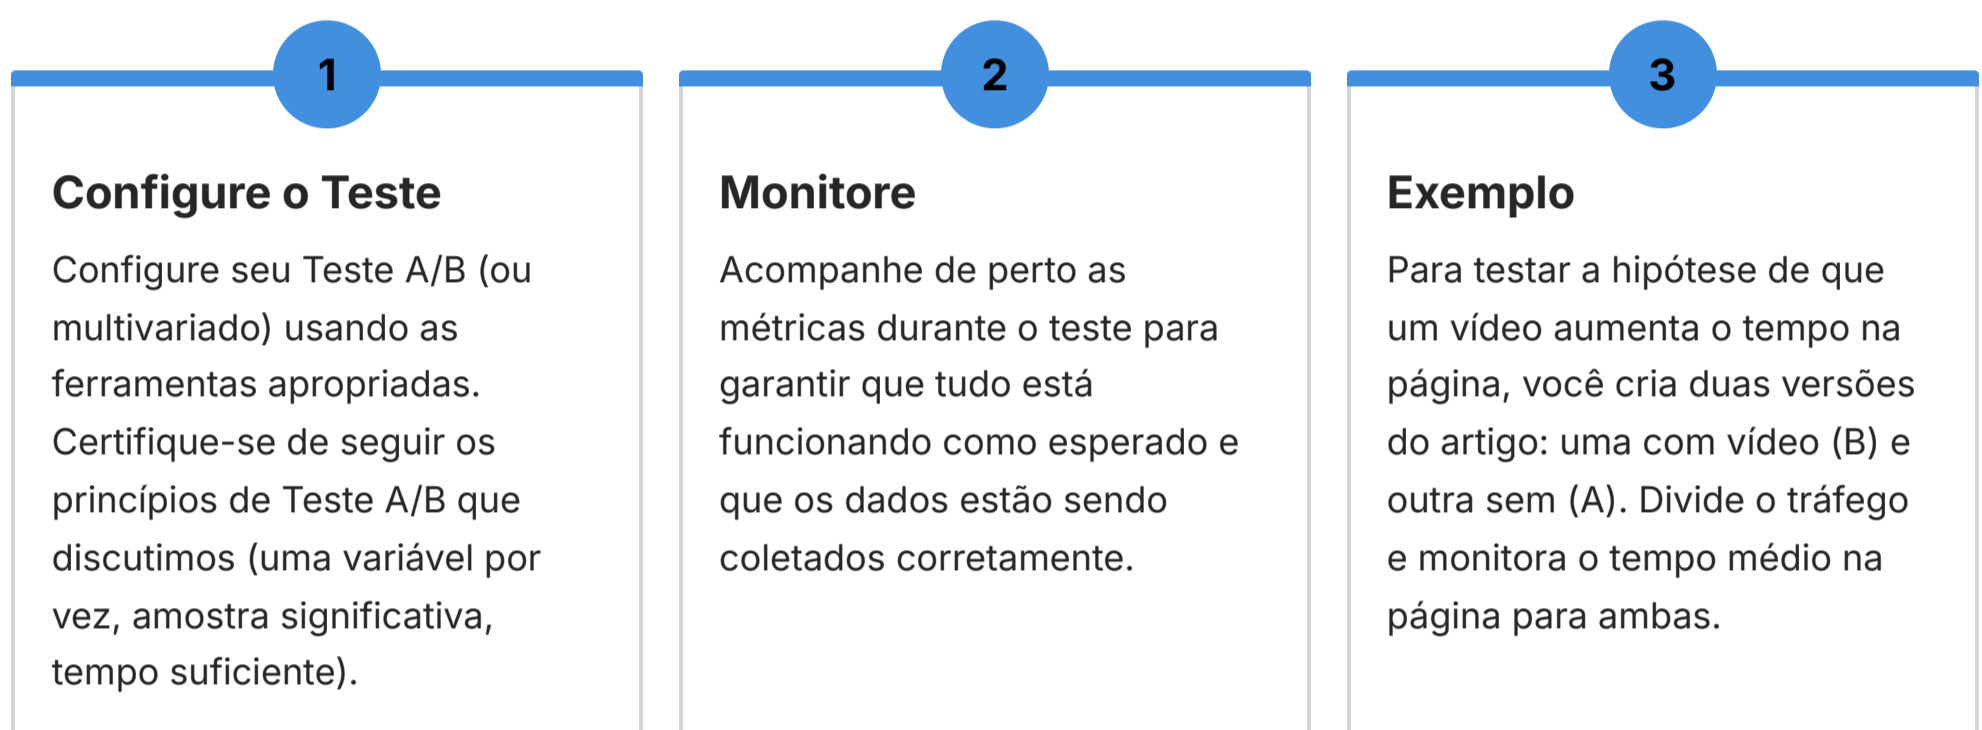 1
Configure o Teste
Configure seu Teste A/B (ou
multivariado) usando as
ferramentas apropriadas.
Certifique-se de seguir os
princípios de Teste A/B que
discutimos (uma variável por
vez, amostra significativa,
tempo suficiente).
2
Monitore
Acompanhe de perto as
métricas durante o teste para
garantir que tudo está
funcionando como esperado e
que os dados estão sendo
coletados corretamente.
3
Exemplo
Para testar a hipótese de que
um vídeo aumenta o tempo na
página, você cria duas versões
do artigo: uma com vídeo (B) e
outra sem (A). Divide o tráfego
e monitora o tempo médio na
página para ambas.